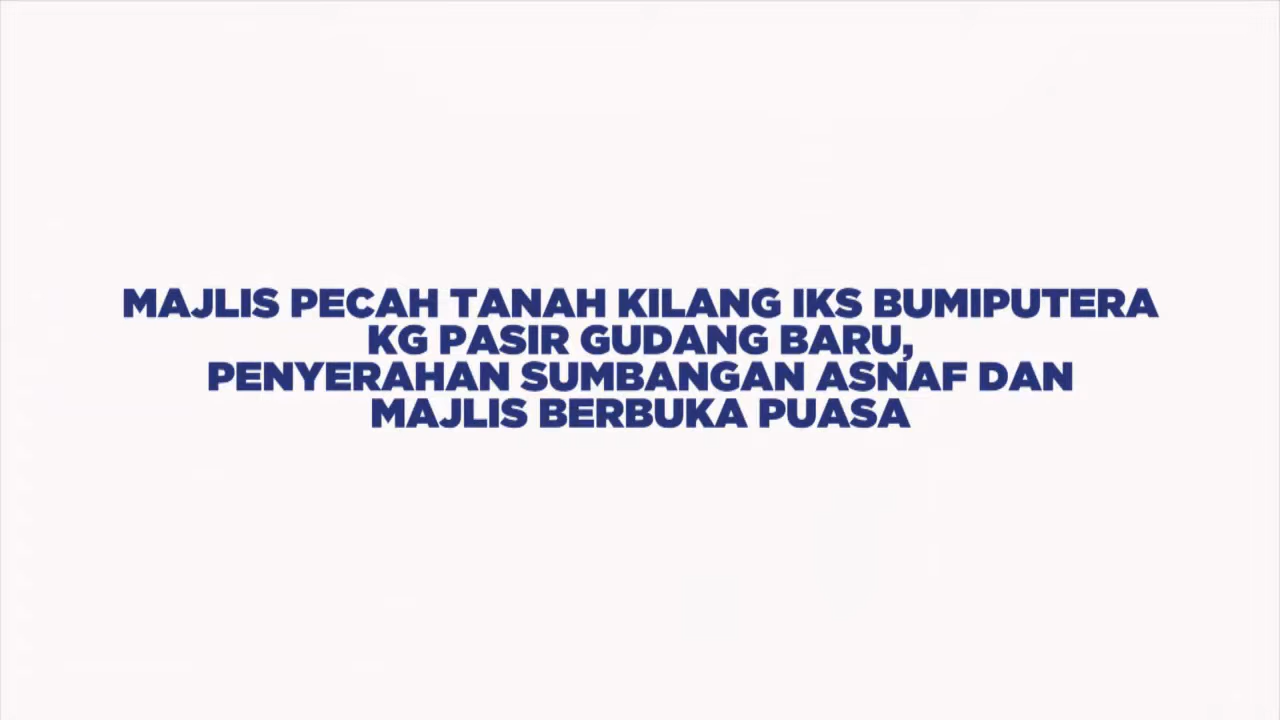 MAJLIS PECAH TANAH KILANG IKS BUMIPUTERA
KG PASIR GUDANG BARU,
PENYERAHAN SUMBANGAN ASNAF DAN
MAJLIS BERBUKA PUASA